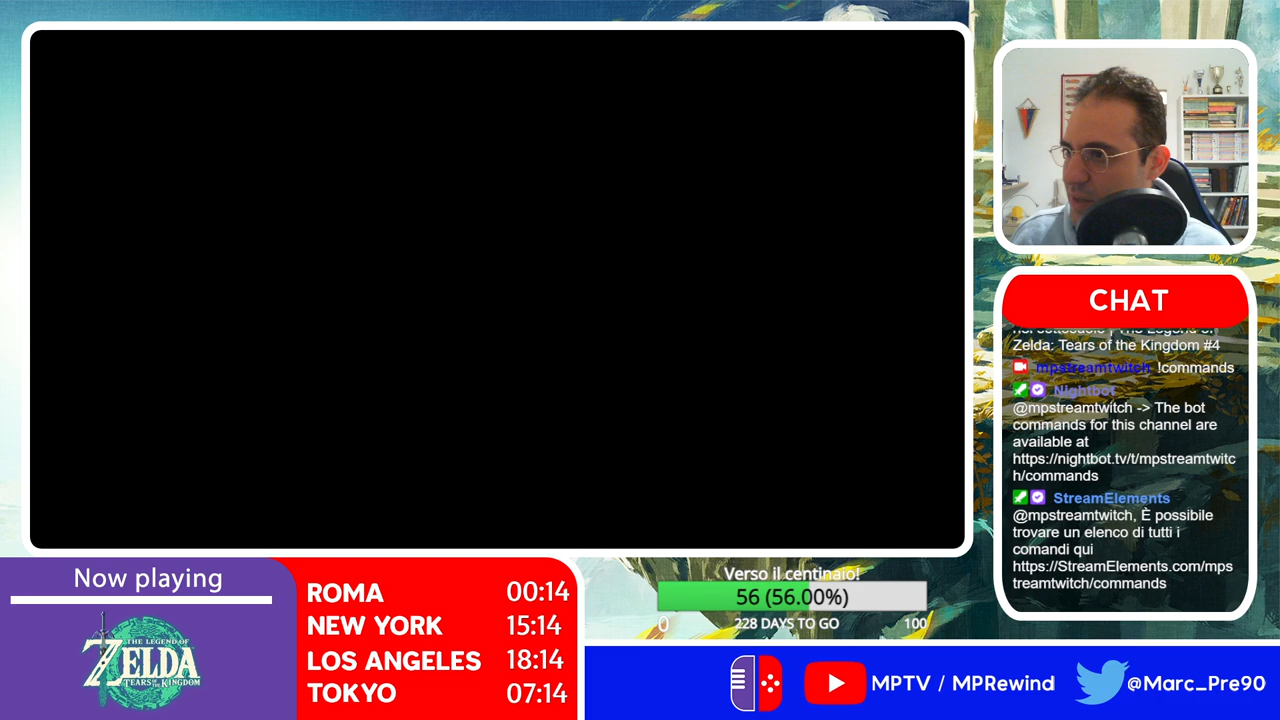 CHAT
Zelda: Tears of the Kingdom #4
mpstreamtwitch !commands
Nightbot
@mpstreamtwitch -> The bot
commands for this channel are
available at
https://nightbot.tv/t/mpstreamtwitc
h/commands
StreamElements
@mpstreamtwitch, È possibile
trovare un elenco di tutti i
comandi qui
https://StreamElements.com/mps
treamtwitch/commands
Now playing
THE LEGEND OF
ZELDA
TEARS OF THE KINGDOM
ROMA 00:14
NEW YORK 15:14
LOS ANGELES 18:14
TOKYO 07:14
Verso il centinaio!
56 (56.00%)
0 228 DAYS TO GO 100
MPTV / MPRewind
@Marc_Pre90